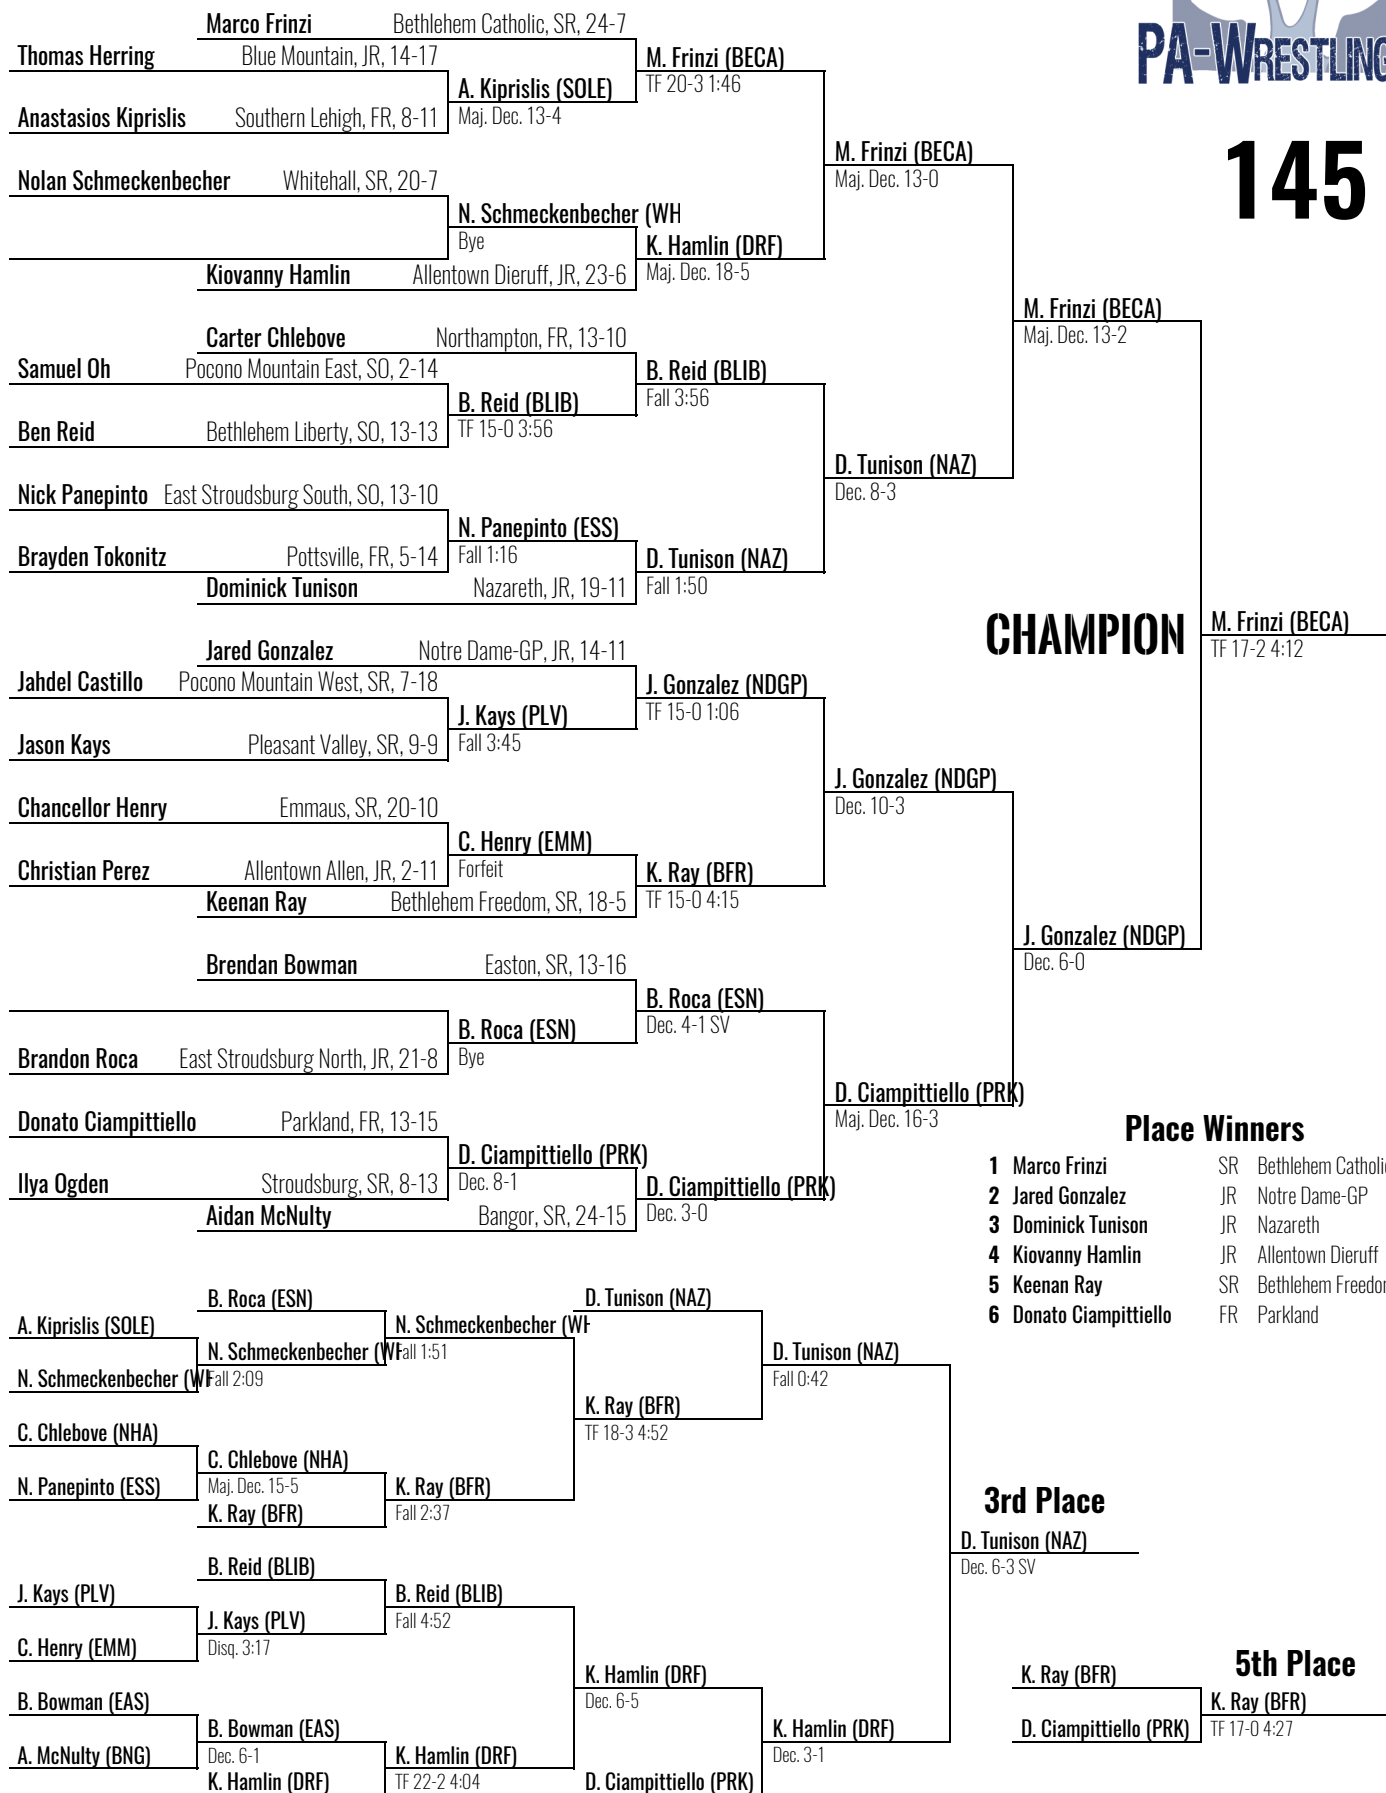 Marco Frinzi Bethlehem Catholic, SR, 24-7
Thomas Herring Blue Mountain, JR, 14-17
M. Frinzi (BECA)
TF 20-3 1:46
A. Kiprislis (SOLE)
Maj. Dec. 13-4
Anastasios Kiprislis Southern Lehigh, FR, 8-11
PA-WRESTLING
145
M. Frinzi (BECA)
Maj. Dec. 13-0
Nolan Schmeckenbecher Whitehall, SR, 20-7
N. Schmeckenbecher (WH
Bye
K. Hamlin (DRF)
Maj. Dec. 18-5
Kiovanny Hamlin Allentown Dieruff, JR, 23-6
M. Frinzi (BECA)
Maj. Dec. 13-2
Carter Chlebove Northampton, FR, 13-10
Samuel Oh Pocono Mountain East, SO, 2-14
B. Reid (BLIB)
Fall 3:56
B. Reid (BLIB)
TF 15-0 3:56
Ben Reid Bethlehem Liberty, SO, 13-13
D. Tunison (NAZ)
Dec. 8-3
Nick Panepinto East Stroudsburg South, SO, 13-10
N. Panepinto (ESS)
Fall 1:16
Brayden Tokonitz Pottsville, FR, 5-14
D. Tunison (NAZ)
Fall 1:50
Dominick Tunison Nazareth, JR, 19-11
CHAMPION
M. Frinzi (BECA)
TF 17-2 4:12
Jared Gonzalez Notre Dame-GP, JR, 14-11
Jahdel Castillo Pocono Mountain West, SR, 7-18
J. Gonzalez (NDGP)
TF 15-0 1:06
J. Kays (PLV)
Fall 3:45
Jason Kays Pleasant Valley, SR, 9-9
J. Gonzalez (NDGP)
Dec. 10-3
Chancellor Henry Emmaus, SR, 20-10
C. Henry (EMM)
Forfeit
Christian Perez Allentown Allen, JR, 2-11
K. Ray (BFR)
TF 15-0 4:15
Keenan Ray Bethlehem Freedom, SR, 18-5
J. Gonzalez (NDGP)
Dec. 6-0
Brendan Bowman Easton, SR, 13-16
B. Roca (ESN)
Dec. 4-1 SV
B. Roca (ESN)
Bye
Brandon Roca East Stroudsburg North, JR, 21-8
D. Ciampittiello (PRK)
Maj. Dec. 16-3
Donato Ciampittiello Parkland, FR, 13-15
D. Ciampittiello (PRK)
Dec. 8-1
Ilya Ogden Stroudsburg, SR, 8-13
D. Ciampittiello (PRK)
Dec. 3-0
Aidan McNulty Bangor, SR, 24-15
Place Winners
1 Marco Frinzi SR Bethlehem Catholic
2 Jared Gonzalez JR Notre Dame-GP
3 Dominick Tunison JR Nazareth
4 Kiovanny Hamlin JR Allentown Dieruff
5 Keenan Ray SR Bethlehem Freedom
6 Donato Ciampittiello FR Parkland
B. Roca (ESN)
D. Tunison (NAZ)
A. Kiprislis (SOLE)
N. Schmeckenbecher (WH
Fall 1:51
N. Schmeckenbecher (WH
Fall 2:09
N. Schmeckenbecher (WH
D. Tunison (NAZ)
Fall 0:42
K. Ray (BFR)
TF 18-3 4:52
C. Chlebove (NHA)
C. Chlebove (NHA)
Maj. Dec. 15-5
N. Panepinto (ESS)
K. Ray (BFR)
Fall 2:37
K. Ray (BFR)
3rd Place
D. Tunison (NAZ)
Dec. 6-3 SV
B. Reid (BLIB)
J. Kays (PLV)
B. Reid (BLIB)
Fall 4:52
J. Kays (PLV)
Disq. 3:17
C. Henry (EMM)
K. Hamlin (DRF)
Dec. 6-5
B. Bowman (EAS)
B. Bowman (EAS)
Dec. 6-1
A. McNulty (BNG)
K. Hamlin (DRF)
TF 22-2 4:04
K. Hamlin (DRF)
D. Ciampittiello (PRK)
K. Hamlin (DRF)
Dec. 3-1
5th Place
K. Ray (BFR)
K. Ray (BFR)
TF 17-0 4:27
D. Ciampittiello (PRK)